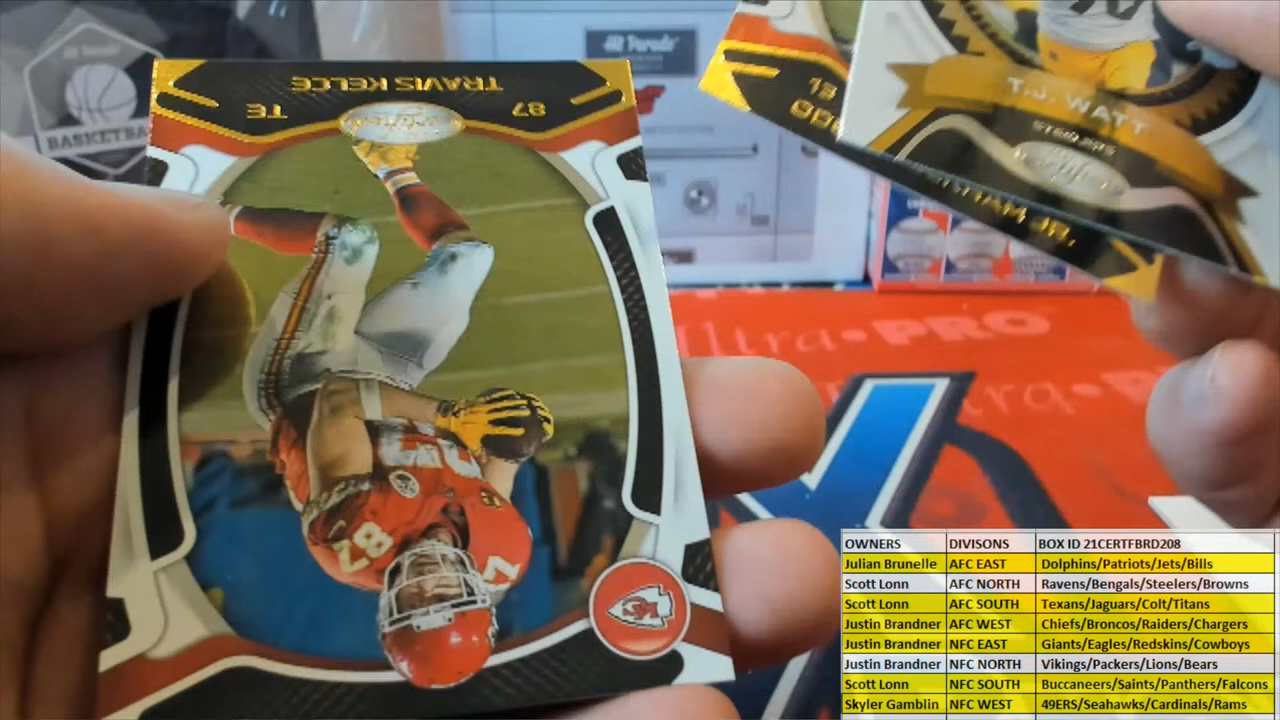 BASKETBA
TRAVIS KELCE
87
TE
87
T.J. WATT
STEELERS
13
JR.
Ultra PRO
OWNERS DIVISONS BOX ID 21CERTFBRD208
Julian Brunelle AFC EAST Dolphins/Patriots/Jets/Bills
Scott Lonn AFC NORTH Ravens/Bengals/Steelers/Browns
Scott Lonn AFC SOUTH Texans/Jaguars/Colt/Titans
Justin Brandner AFC WEST Chiefs/Broncos/Raiders/Chargers
Justin Brandner NFC EAST Giants/Eagles/Redskins/Cowboys
Justin Brandner NFC NORTH Vikings/Packers/Lions/Bears
Scott Lonn NFC SOUTH Buccaneers/Saints/Panthers/Falcons
Skyler Gamblin NFC WEST 49ERS/Seahawks/Cardinals/Rams